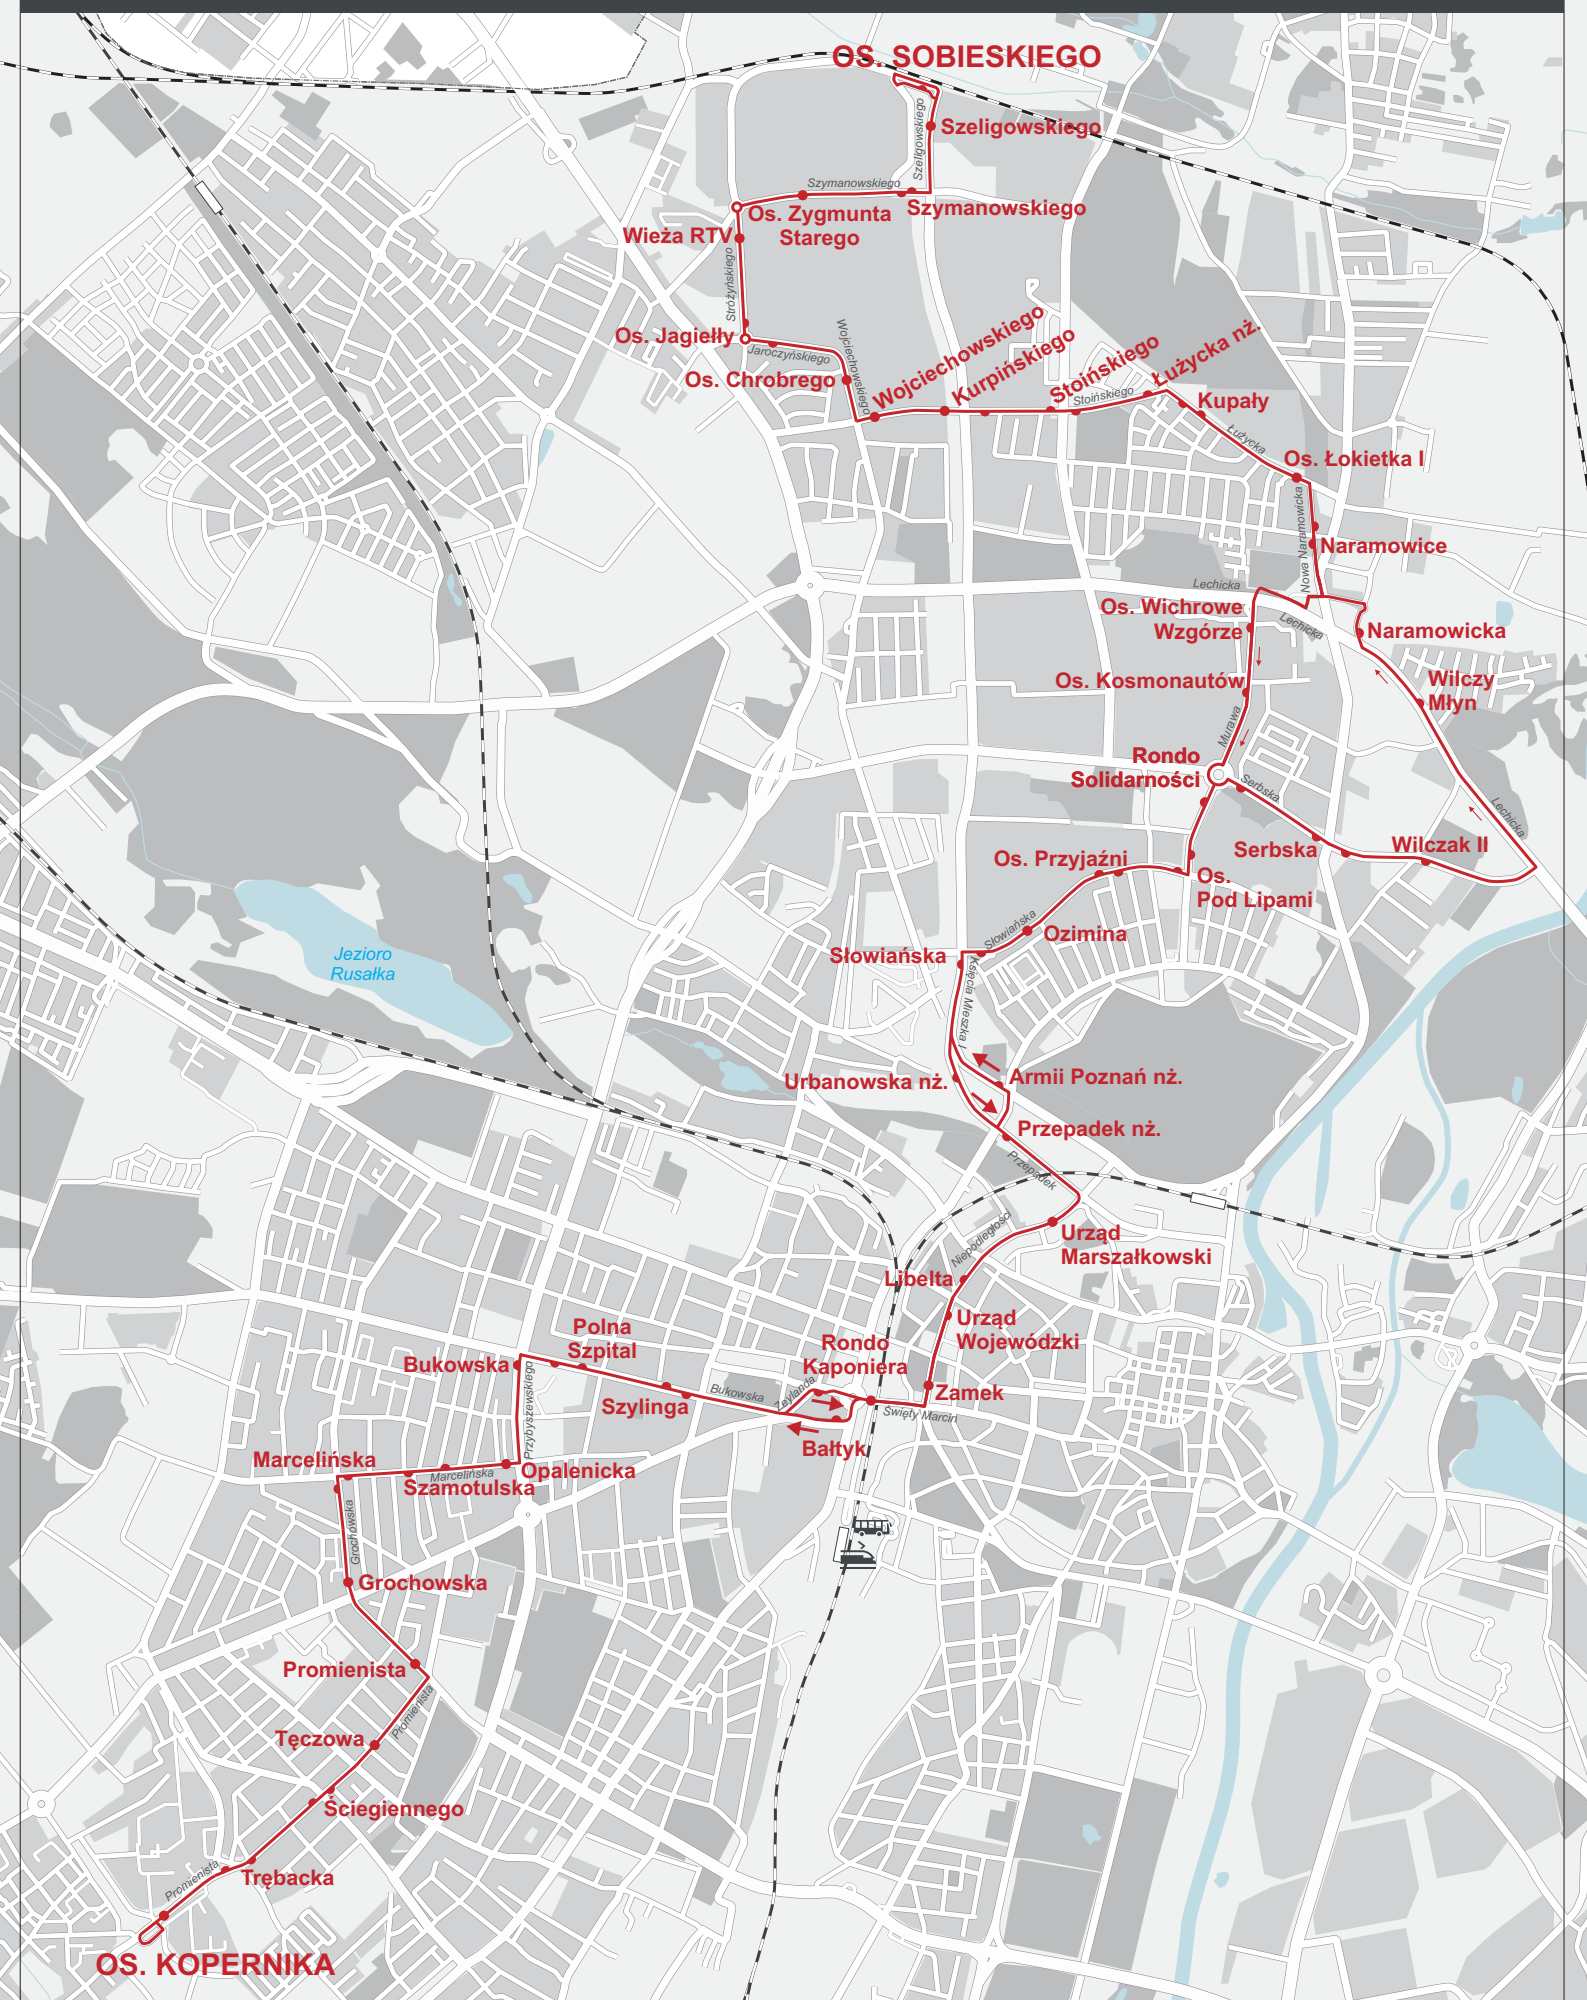 OS. SOBIESKIEGO
Szeligowskiego
Szeligowskiego
Szymanowskiego
Szymanowskiego
Os. Zygmunta
Starego
Wieża RTV
Stróżyńskiego
Os. Jagiełły
Jaroczyńskiego
Wojciechowskiego
Os. Chrobrego
Wojciechowskiego
Kurpińskiego
Stoińskiego
Stoińskiego
Łużycka nż.
Kupały
Łużycka
Os. Łokietka I
Nowa Naramowicka
Naramowice
Lechicka
Os. Wichrowe
Wzgórze
Lechicka
Naramowicka
Os. Kosmonautów
Wilczy
Młyn
Murawa
Rondo
Solidarności
Serbska
Lechicka
Serbska
Wilczak II
Os. Przyjaźni
Os.
Pod Lipami
Słowiańska
Ozimina
Słowiańska
Księcia Mieszka I
Jezioro
Rusałka
Urbanowska nż.
Armii Poznań nż.
Przepadek nż.
Przepadek
Urząd
Marszałkowski
Niepodległości
Libelta
Urząd
Wojewódzki
Polna
Szpital
Rondo
Kaponiera
Bukowska
Przybyszewskiego
Szylinga
Bukowska
Zeylanda
Zamek
Święty Marcin
Bałtyk
Marcelińska
Marcelińska
Szamotulska
Opalenicka
Grochowska
Grochowska
Promienista
Promienista
Tęczowa
Ściegiennego
Trębacka
Promienista
OS. KOPERNIKA